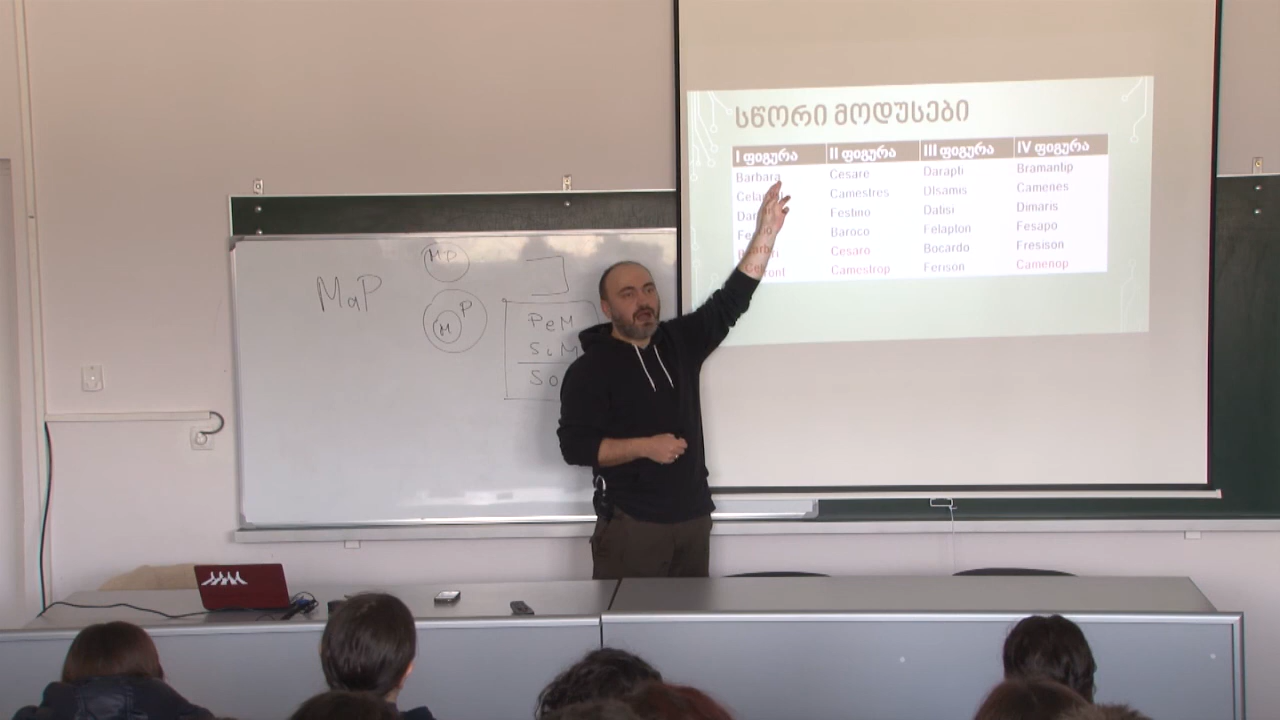 სწორი მოდუსები
I ფიგურა II ფიგურა III ფიგურა IV ფიგურა
Barbara Cesare Darapti Bramantip
Camestres Disamis Camenes
Festino Datisi Dimaris
Baroco Felapton Fesapo
Cesaro Bocardo Fresison
Camestrop Ferison Camenop
MaP
M P
P
M
PeM
SiM
So